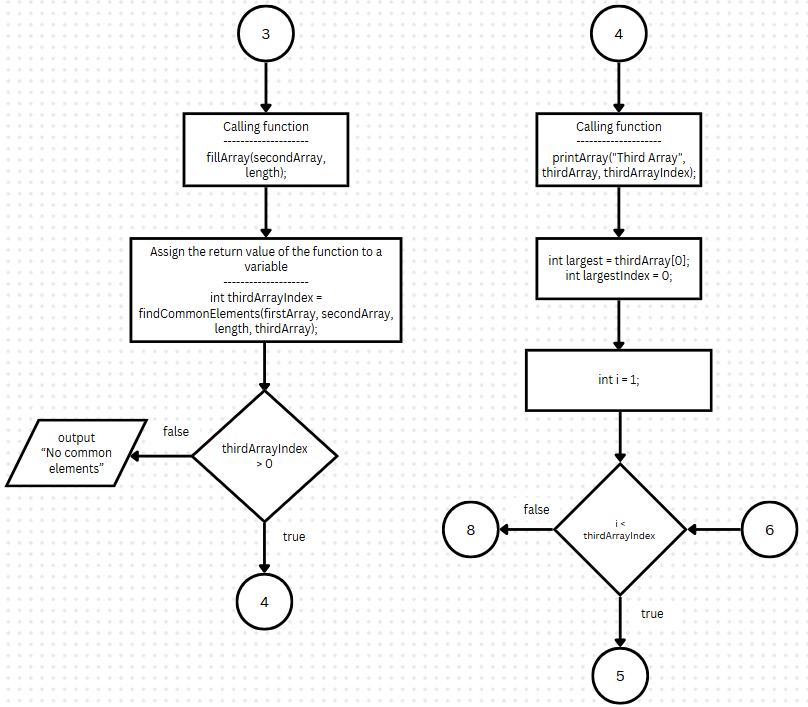 3
Calling function
--------------------
fillArray(secondArray,
length);
Assign the return value of the function to a
variable
--------------------
int thirdArrayIndex =
findCommonElements(firstArray, secondArray,
length, thirdArray);
thirdArrayIndex
> 0
false
output
“No common
elements”
true
4
4
Calling function
--------------------
printArray("Third Array",
thirdArray, thirdArrayIndex);
int largest = thirdArray[0];
int largestIndex = 0;
int i = 1;
i <
thirdArrayIndex
false
8
6
true
5